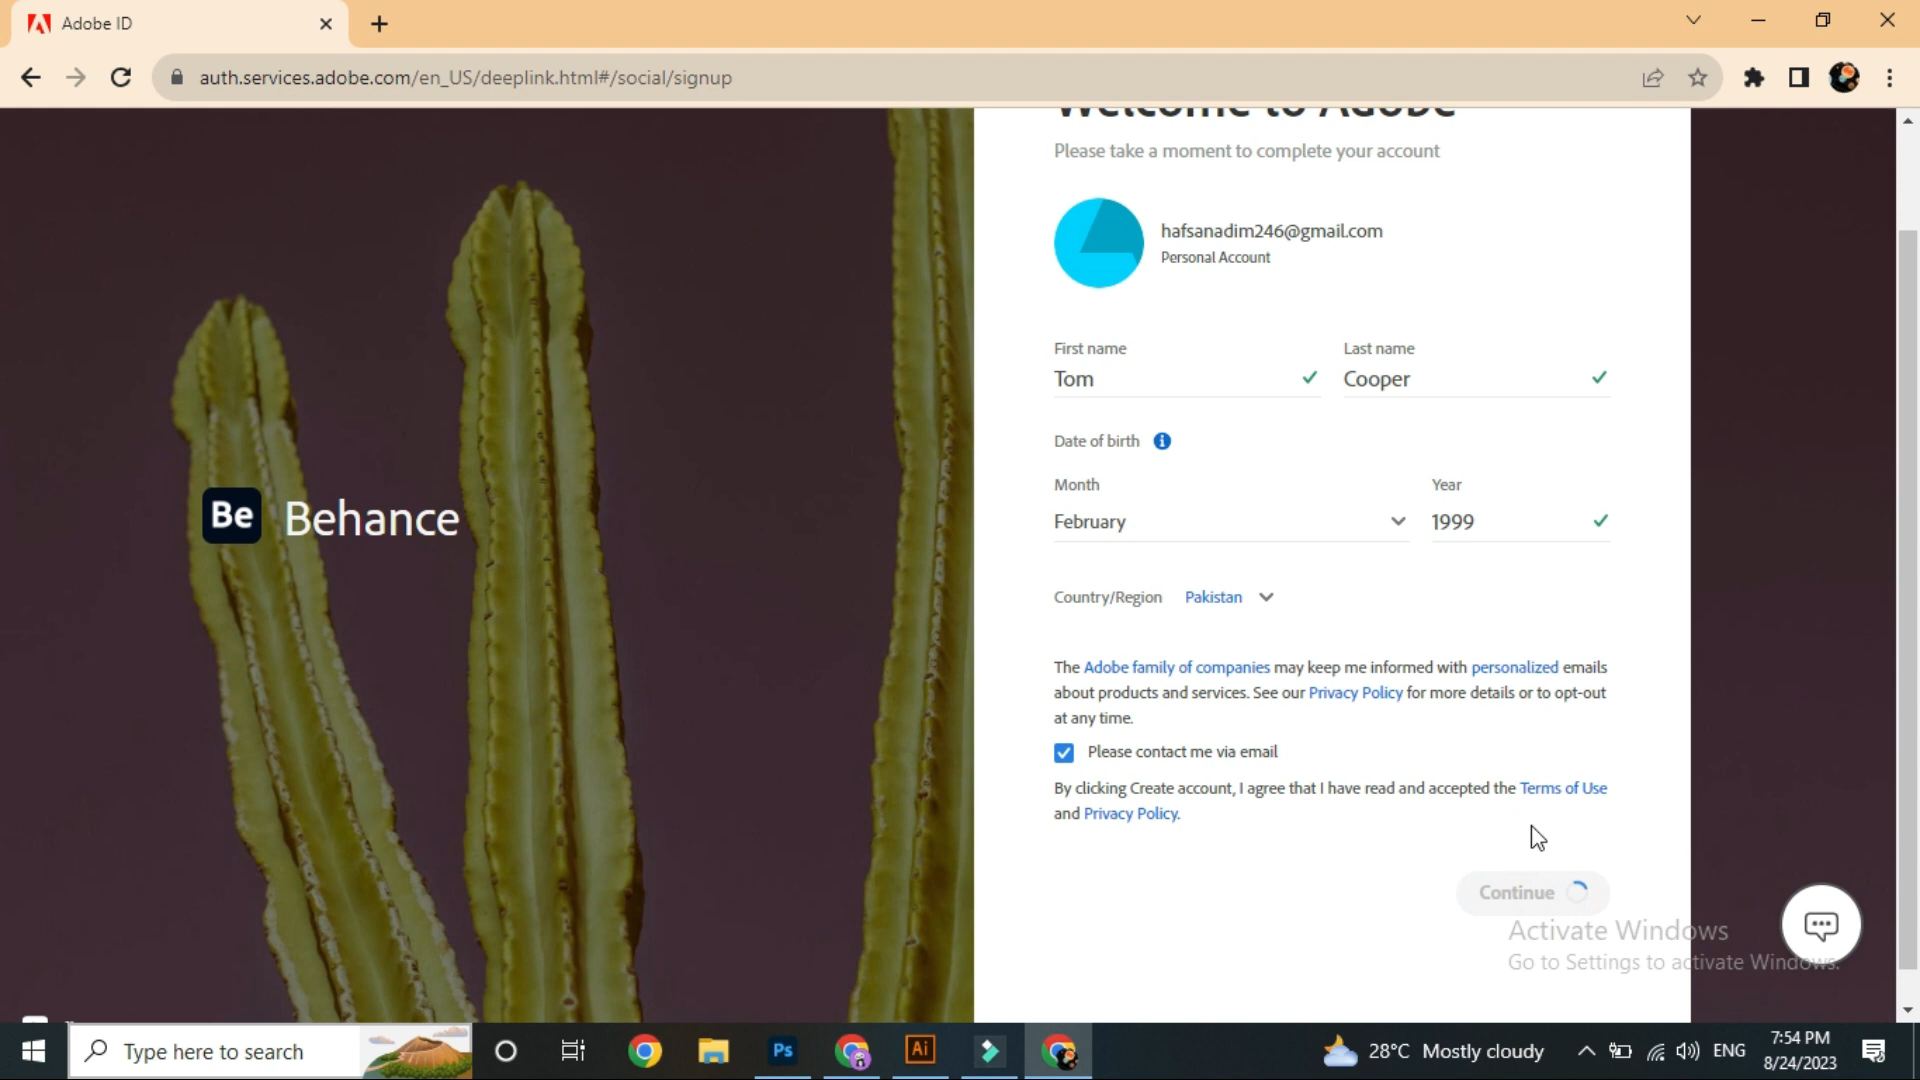 Adobe ID
auth.services.adobe.com/en_US/deeplink.html#/social/signup
Welcome to Adobe
Please take a moment to complete your account
hafsanadim246@gmail.com
Personal Account
First name
Last name
Tom
Cooper
Date of birth
Month
Year
February
1999
Be Behance
Country/Region Pakistan
The Adobe family of companies may keep me informed with personalized emails
about products and services. See our Privacy Policy for more details or to opt-out
at any time.
Please contact me via email
By clicking Create account, I agree that I have read and accepted the Terms of Use
and Privacy Policy.
Continue
Activate Windows
Go to Settings to activate Windows.
Type here to search
Ps
Ai
28°C Mostly cloudy
ENG
7:54 PM
8/24/2023